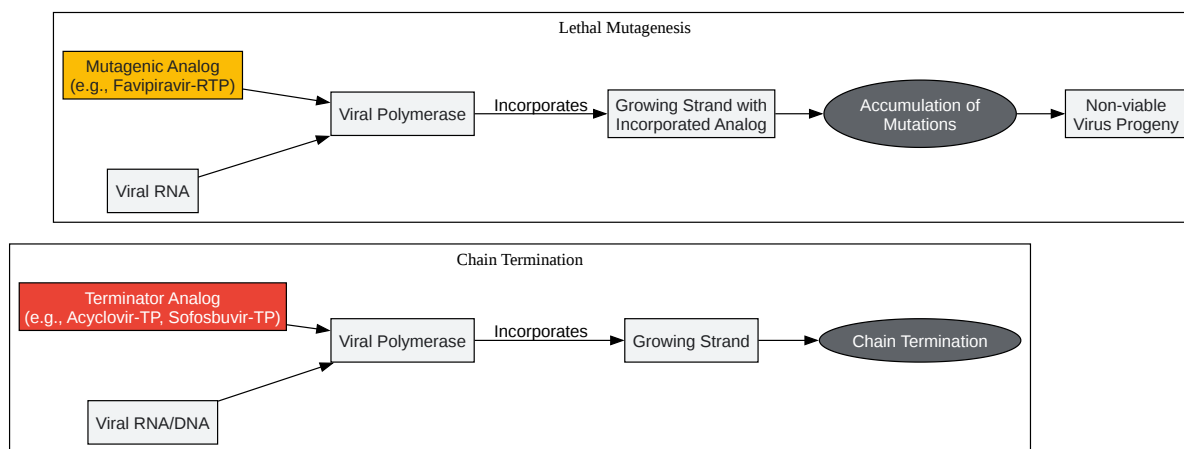 Lethal Mutagenesis
Mutagenic Analog
(e.g., Favipiravir-RTP)
Viral RNA
Viral Polymerase
Incorporates
Growing Strand with
Incorporated Analog
Accumulation of
Mutations
Non-viable
Virus Progeny
Chain Termination
Terminator Analog
(e.g., Acyclovir-TP, Sofosbuvir-TP)
Viral RNA/DNA
Viral Polymerase
Incorporates
Growing Strand
Chain Termination